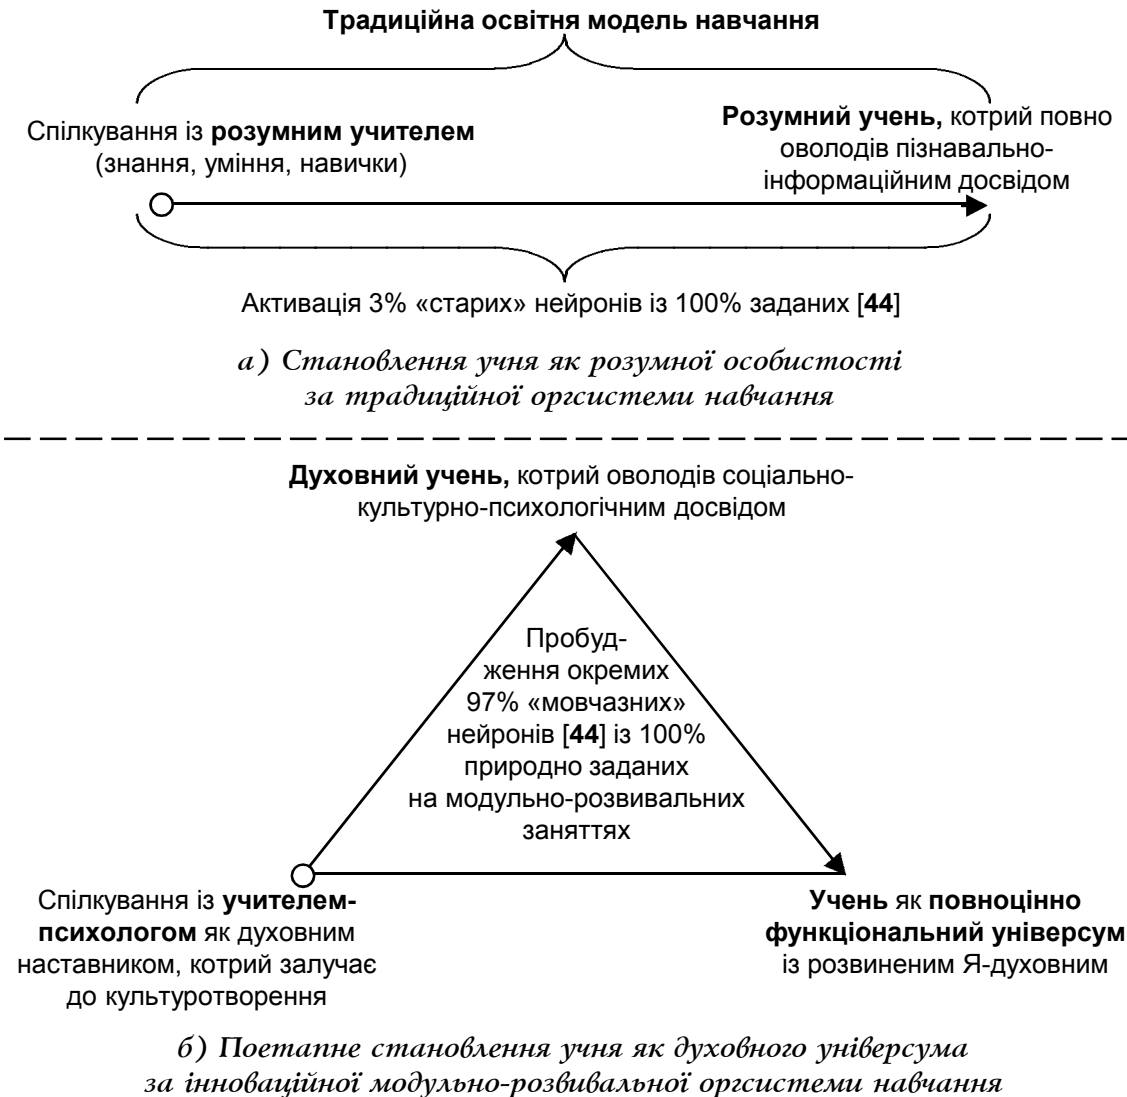 Традиційна освітня модель навчання
Спілкування із розумним учителем
(знання, уміння, навички)
Розумний учень, котрий повно
оволодів пізнавально-
інформаційним досвідом
Активація 3% «старих» нейронів із 100% заданих [44]
а) Становлення учня як розумної особистості
за традиційної оргсистеми навчання
Духовний учень, котрий оволодів соціально-
культурно-психологічним досвідом
Пробуд-
ження окремих
97% «мовчазних»
нейронів [44] із 100%
природно заданих
на модульно-розвивальних
заняттях
Спілкування із учителем-
психологом як духовним
наставником, котрий залучає
до культуротворення
Учень як повноцінно
функціональний універсум
із розвиненим Я-духовним
б) Поетапне становлення учня як духовного універсума
за інноваційної модульно-розвивальної оргсистеми навчання